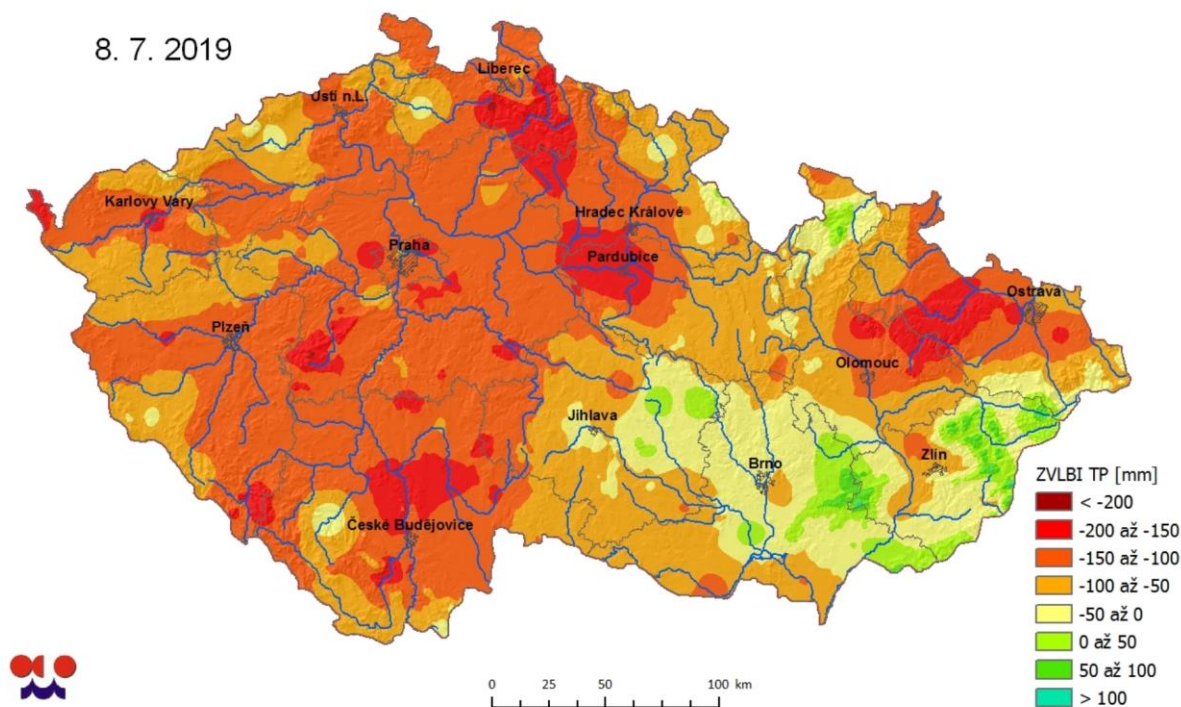 8. 7. 2019
Liberec
Ústí n.L.
Karlovy Vary
Hradec Králové
Praha
Pardubice
Ostrava
Plzeň
Olomouc
Jihlava
Zlín
Brno
České Budějovice
ZVLBI TP [mm]
< -200
-200 až -150
-150 až -100
-100 až -50
-50 až 0
0 až 50
50 až 100
> 100
0 25 50 100 km